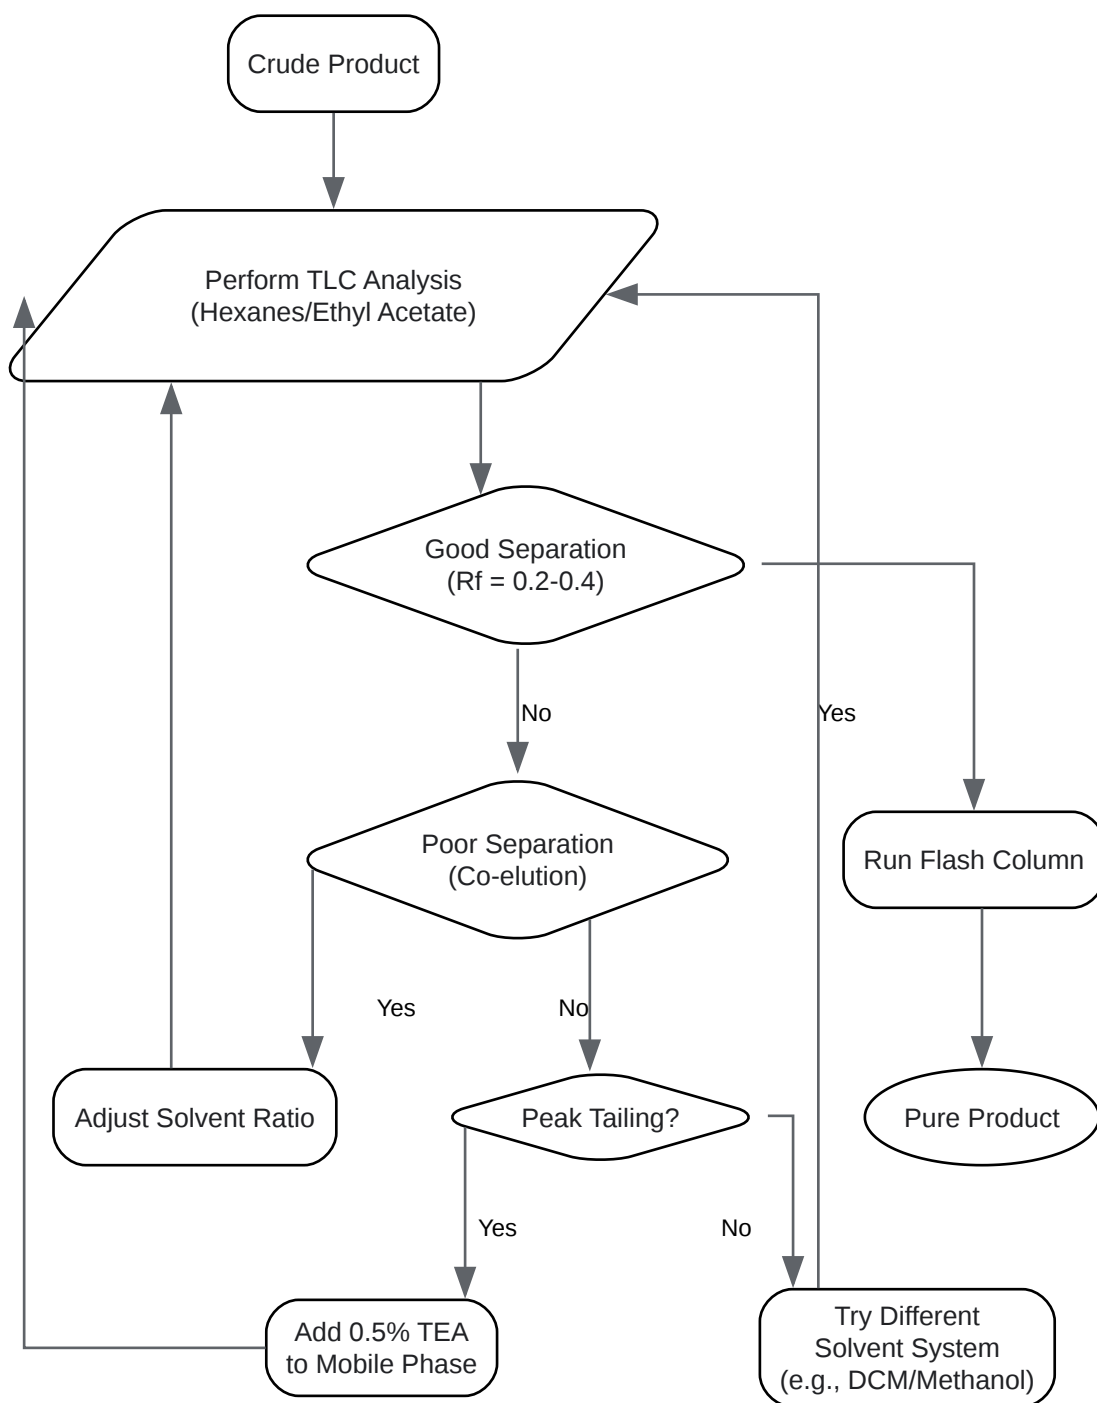 Crude Product
Perform TLC Analysis
(Hexanes/Ethyl Acetate)
Good Separation
(Rf = 0.2-0.4)
No
Yes
Poor Separation
(Co-elution)
Run Flash Column
Yes
No
Adjust Solvent Ratio
Peak Tailing?
Pure Product
Yes
No
Add 0.5% TEA
to Mobile Phase
Try Different
Solvent System
(e.g., DCM/Methanol)